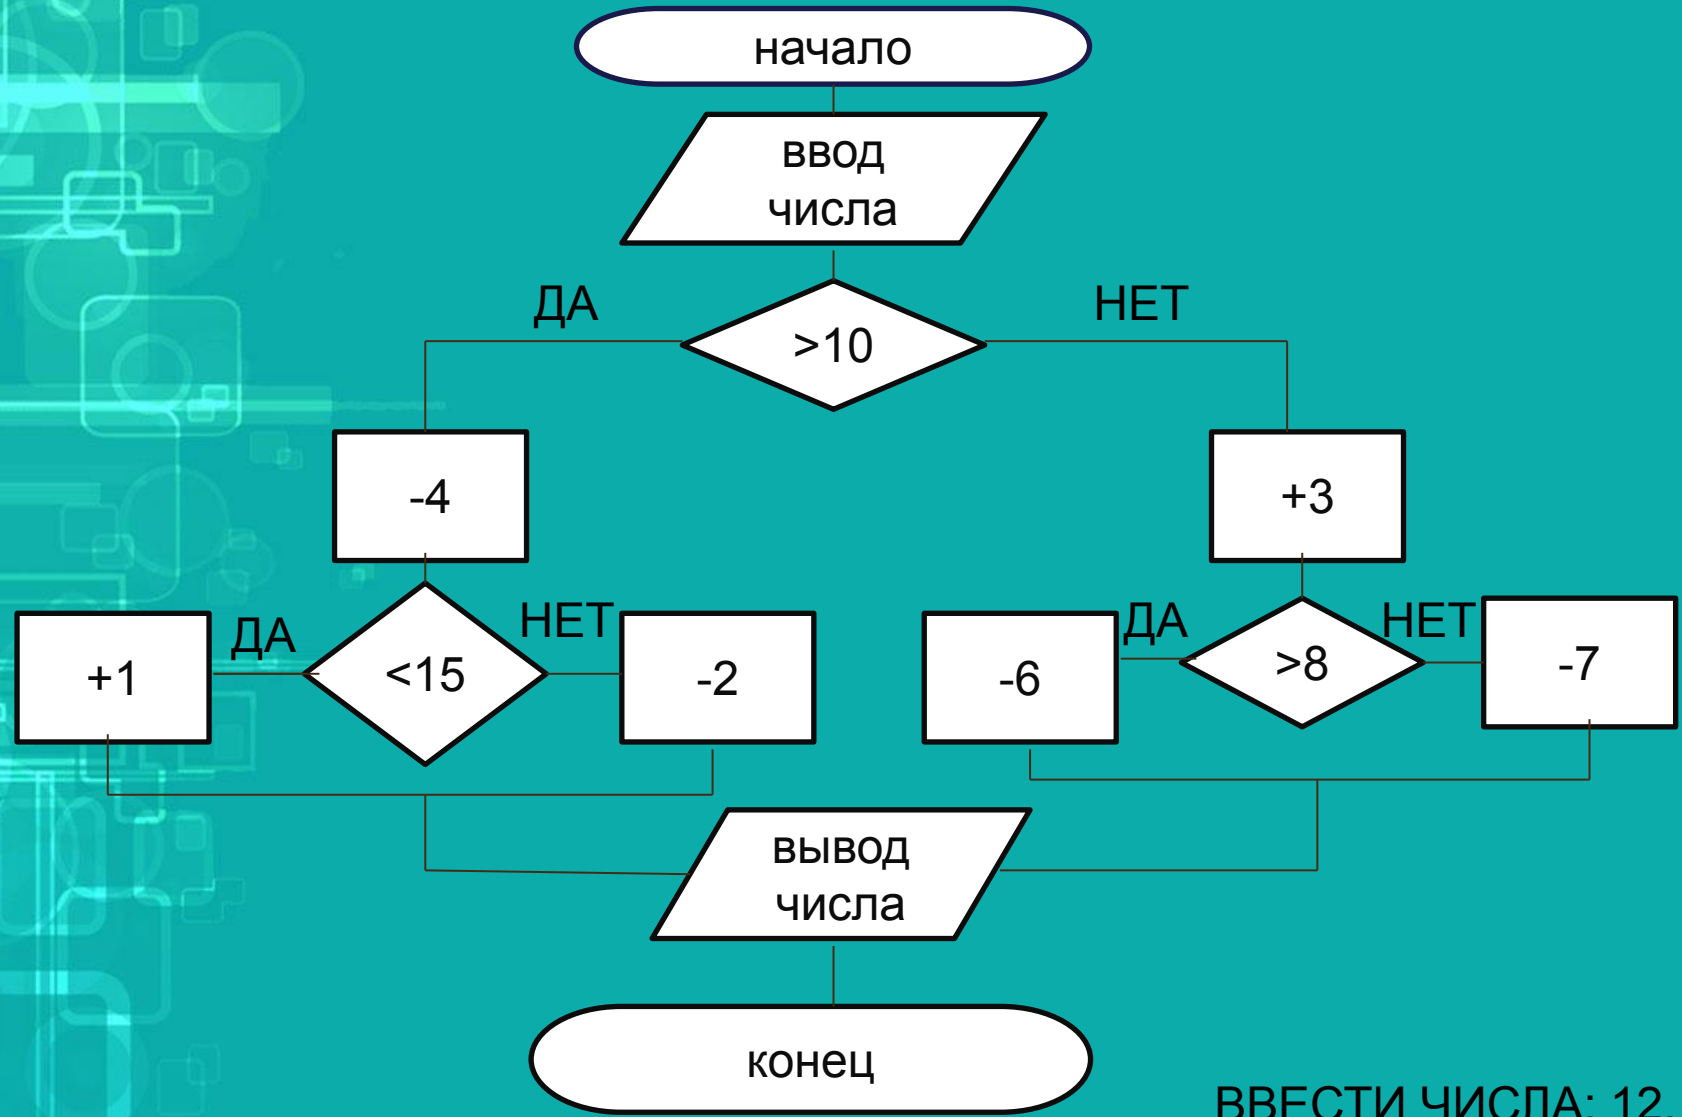 начало
ввод
числа
ДА
НЕТ
>10
-4
+3
+1
ДА
<15
НЕТ
-2
-6
ДА
>8
НЕТ
-7
вывод
числа
конец
ВВЕСТИ ЧИСЛА: 12,